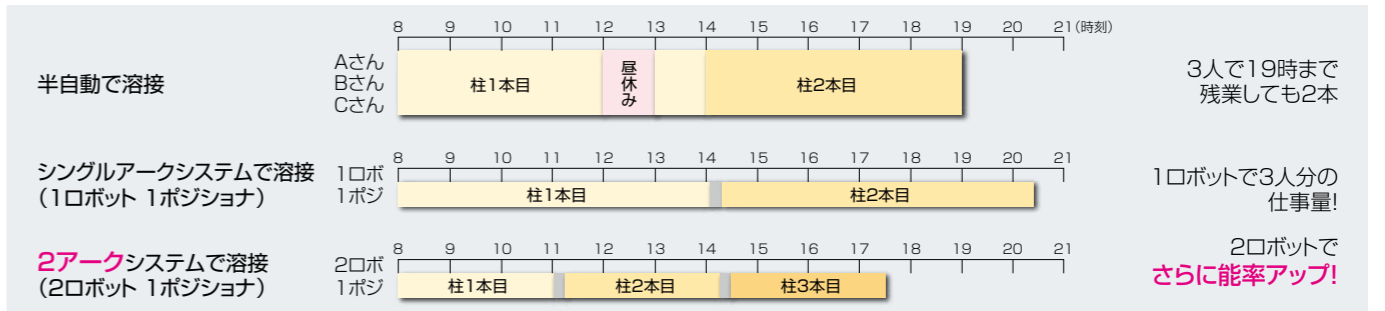 8 9 10 11 12 13 14 15 16 17 18 19 20 21(時刻)
半自動で溶接
Aさん
Bさん
Cさん
柱1本目
昼休み
柱2本目
3人で19時まで
残業しても2本
8 9 10 11 12 13 14 15 16 17 18 19 20 21
シングルアークシステムで溶接
(1ロボット 1ポジショナ)
1ロボ
1ポジ
柱1本目
柱2本目
1ロボットで3人分の
仕事量!
8 9 10 11 12 13 14 15 16 17 18 19 20 21
2アークシステムで溶接
(2ロボット 1ポジショナ)
2ロボ
1ポジ
柱1本目
柱2本目
柱3本目
2ロボットで
さらに能率アップ!